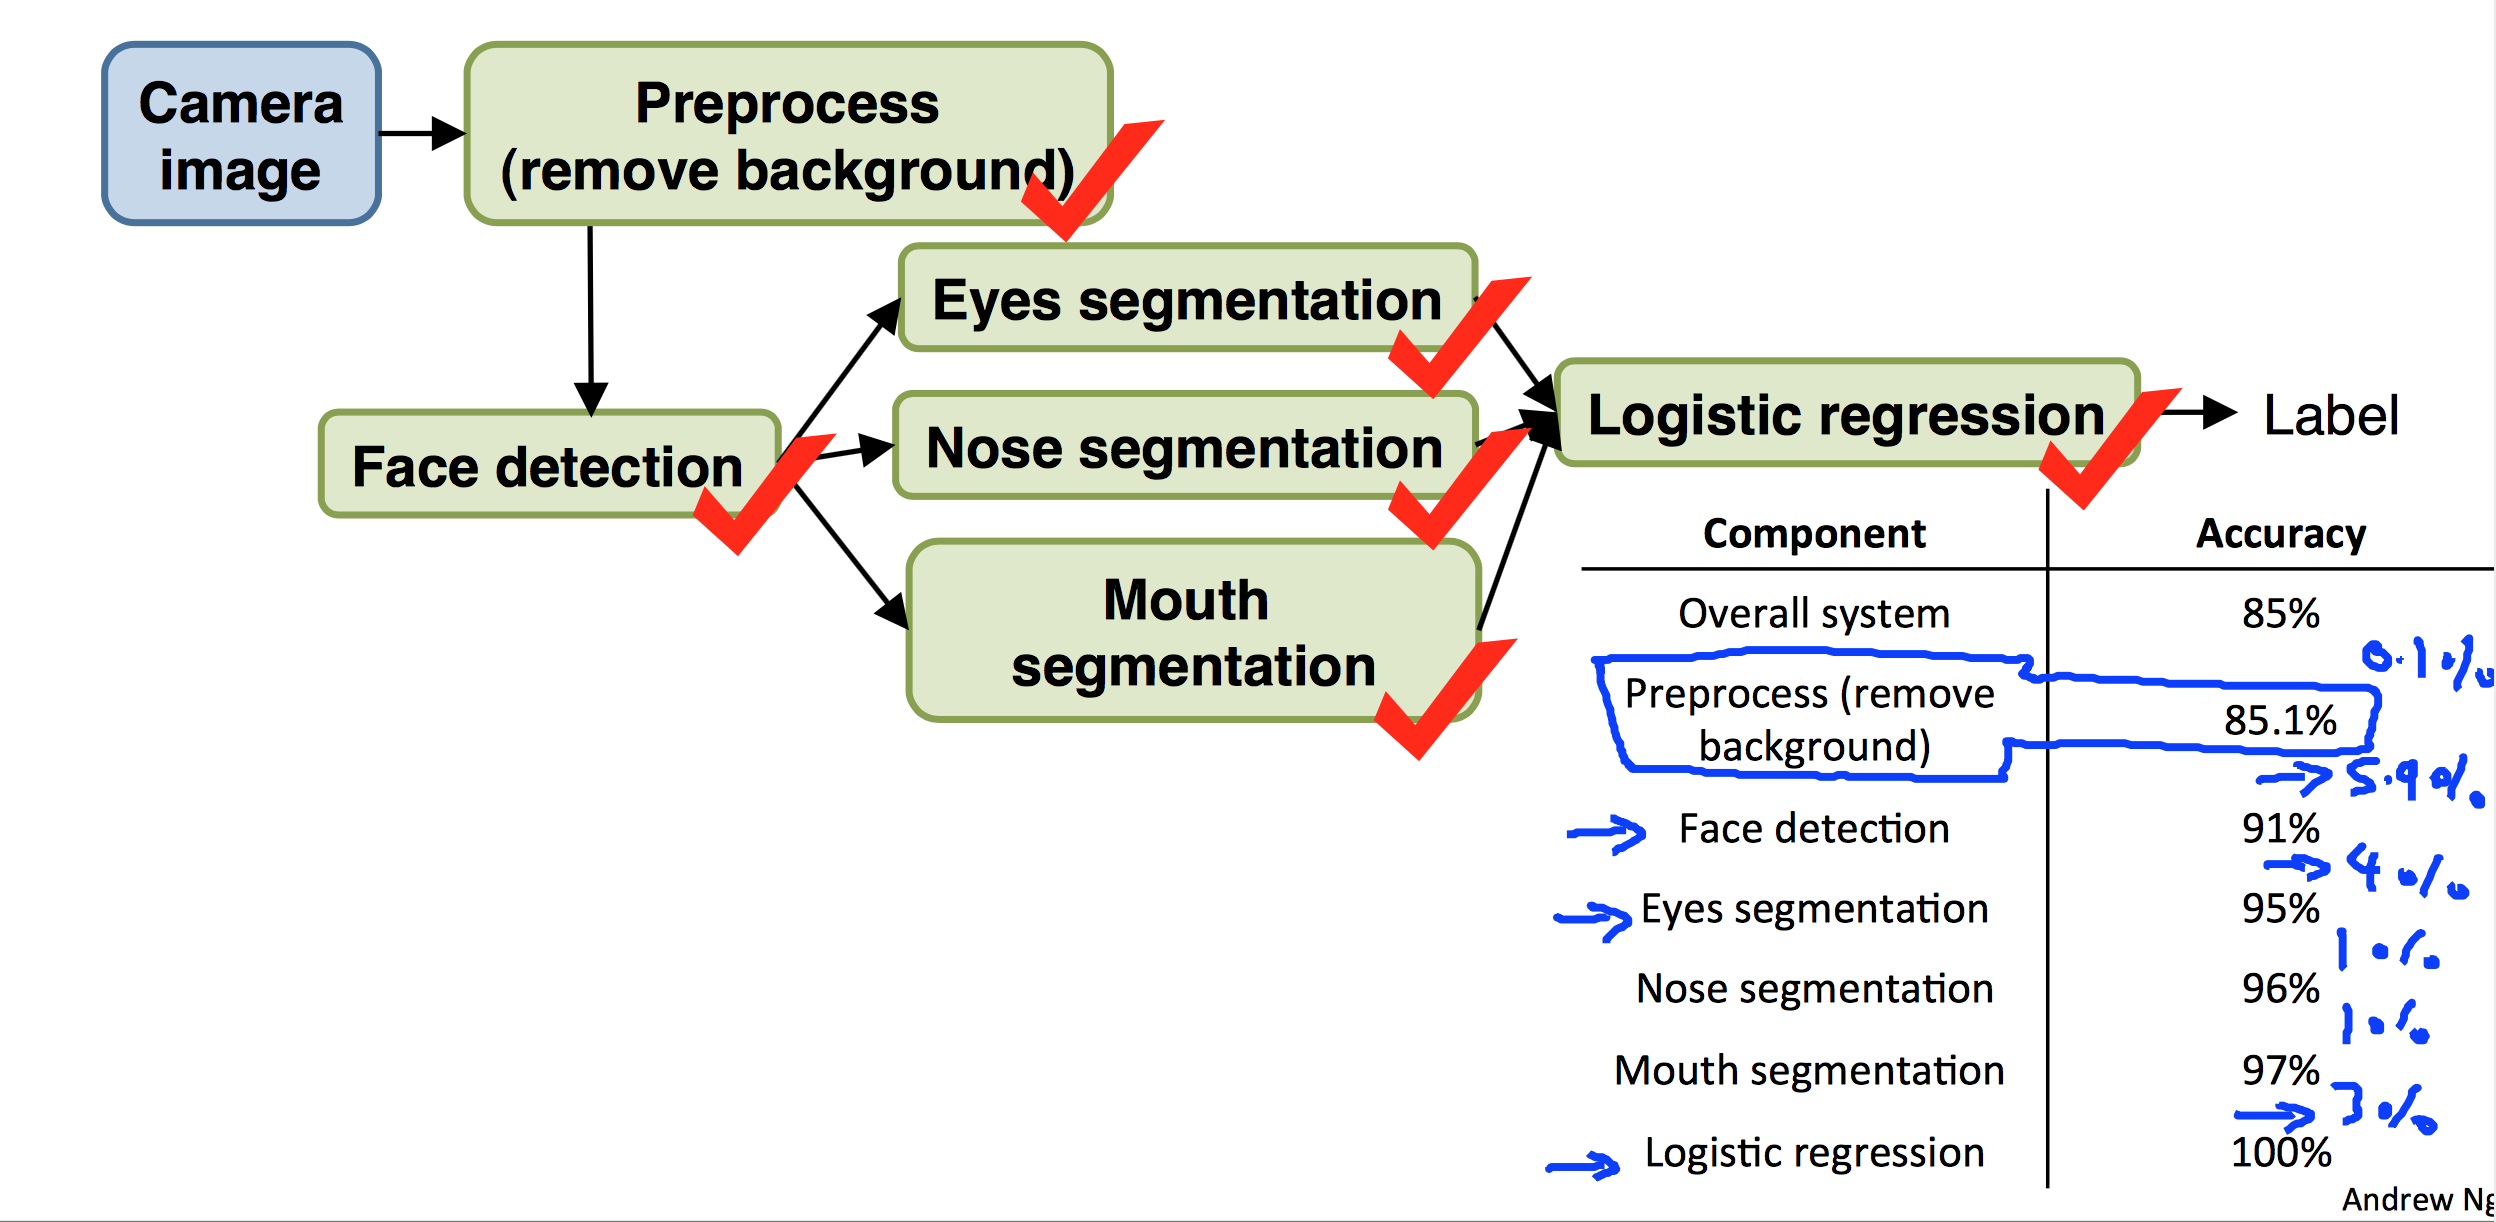 Camera
image
Preprocess
(remove background)
Eyes segmentation
Face detection
Nose segmentation
Mouth
segmentation
Logistic regression
Label
Component Accuracy
Overall system 85%
0.1%
Preprocess (remove
background) 85.1%
5.9%
Face detection 91%
4%
Eyes segmentation 95%
1%
Nose segmentation 96%
1%
Mouth segmentation 97%
3%
Logistic regression 100%
Andrew Ng